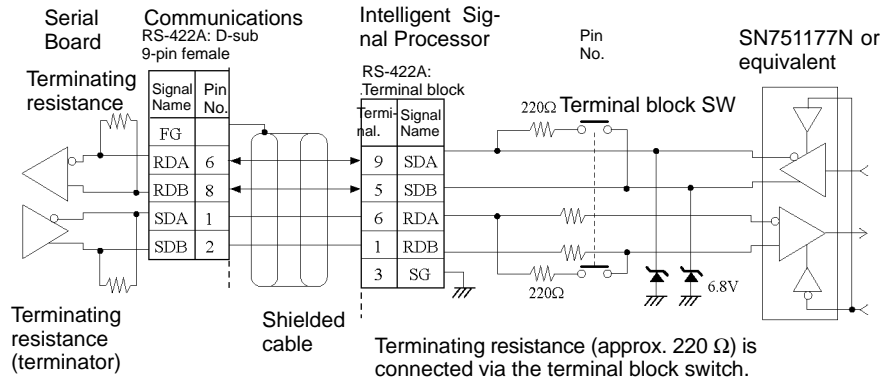 Serial
Board
Communications
RS-422A: D-sub
9-pin female
Intelligent Sig-
nal Processor
RS-422A:
Terminal block
Pin
No.
SN751177N or
equivalent
Terminating
resistance
Signal
Name
Pin
No.
FG
RDA 6
RDB 8
SDA 1
SDB 2
Termi-
nal.
Signal
Name
9 SDA
5 SDB
6 RDA
1 RDB
3 SG
220Ω
Terminal block SW
220Ω
6.8V
Terminating
resistance
(terminator)
Shielded
cable
Terminating resistance (approx. 220 Ω) is
connected via the terminal block switch.